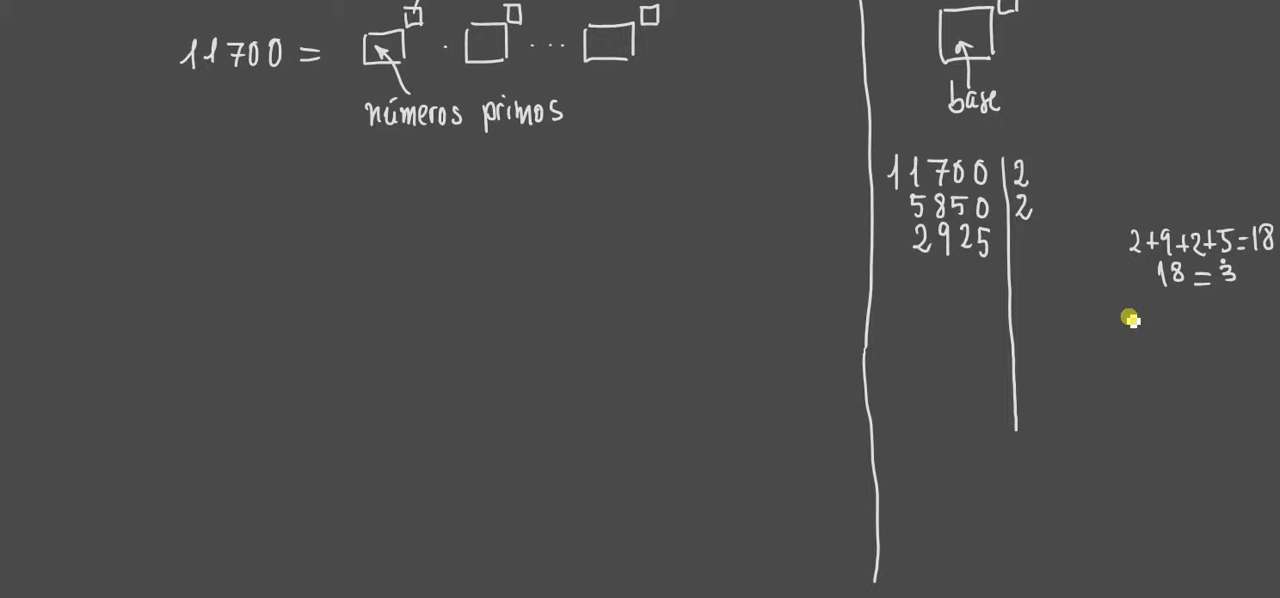 11700 = □□ · □□ ··· □□
números primos
base
11700 | 2
5850 | 2
2925
2+9+2+5=18
18 = 3̇